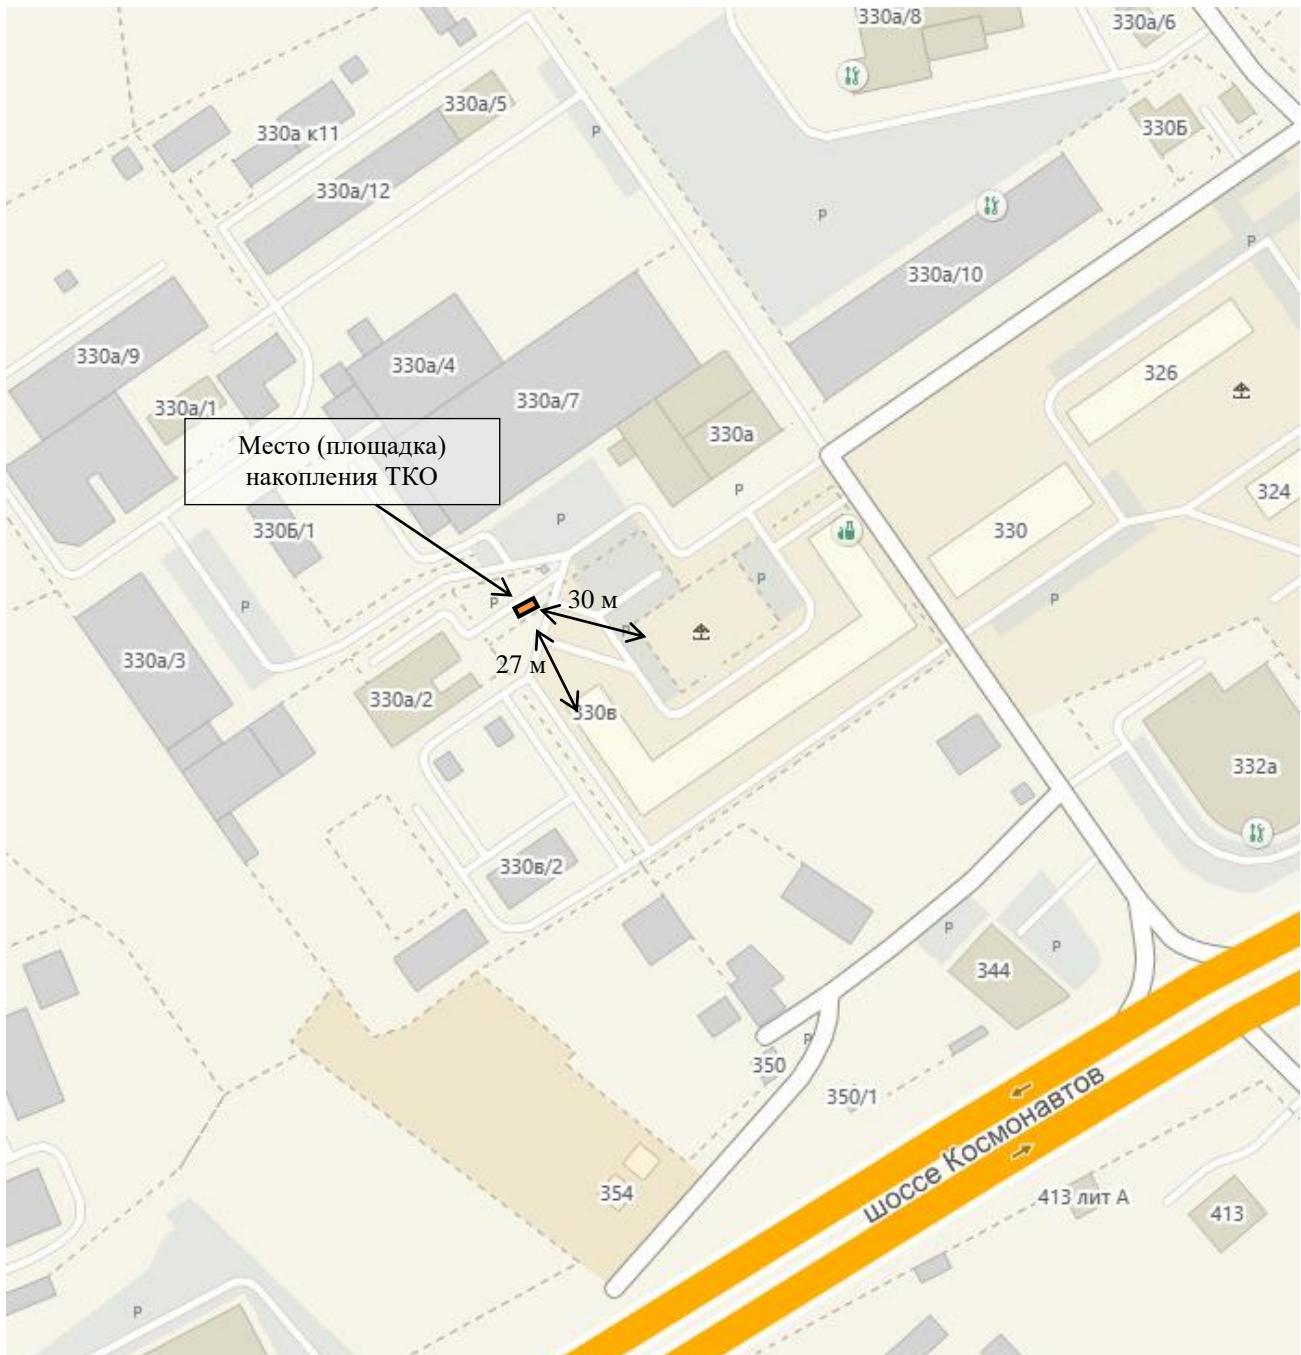 330а/8
330а/6
330а/5
330а к11
330Б
330а/12
Р
Р
330а/10
Р
330а/9
330а/4
326
330а/7
330а/1
330а
Место (площадка)
накопления ТКО
324
Р
330Б/1
Р
330
Р
Р
Р
30 м
Р
Р
330а/3
27 м
330а/2
330в
332а
330в/2
Р
Р
344
Р
350
350/1
шоссе Космонавтов
354
413 лит А
413
Р